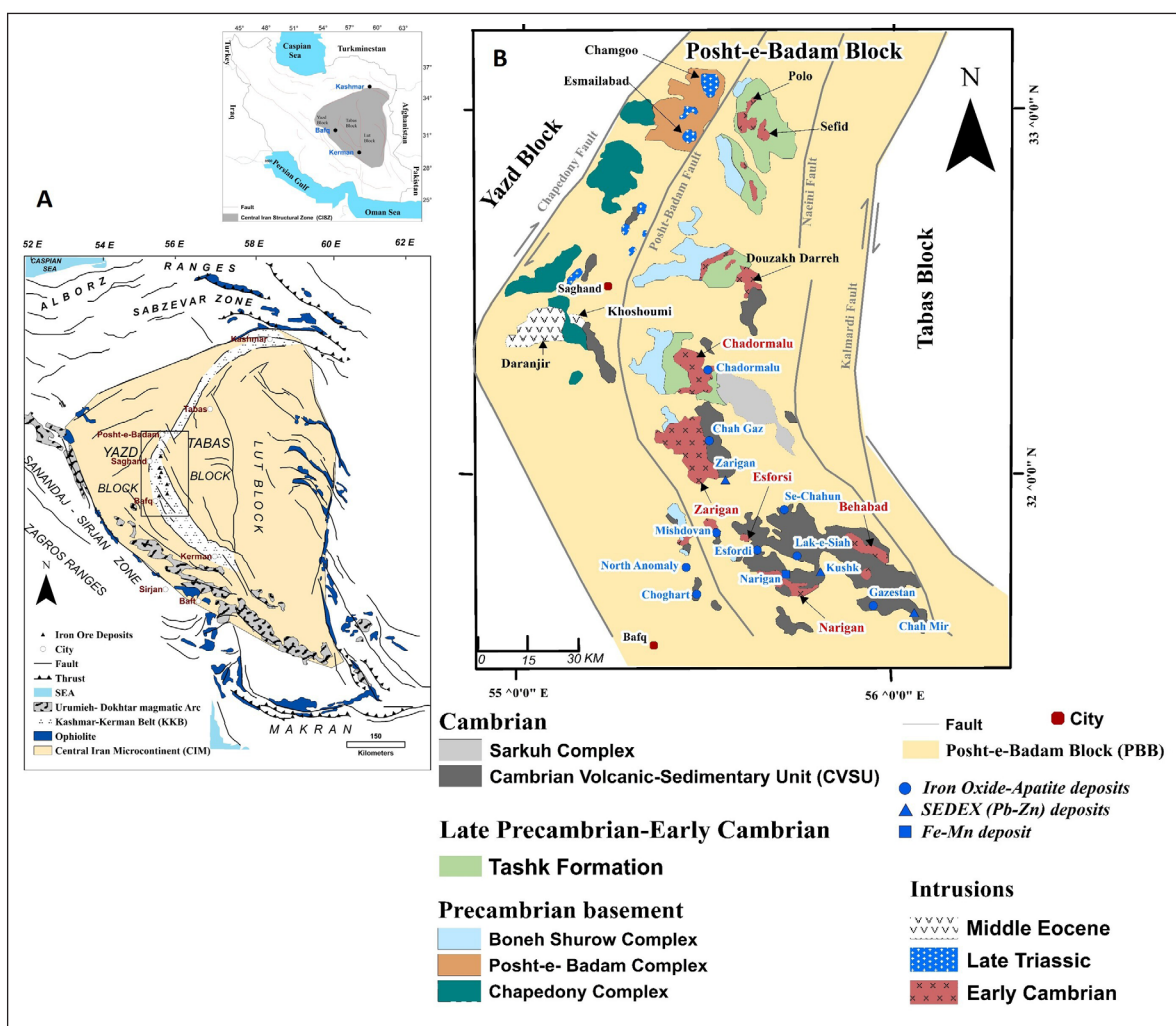 45°
48°
51°
54°
57°
60°
63°
Turkey
Caspian
Sea
Turkminestan
37°
Kashmar
34°
Iraq
Yazd
Block
Tabas
Block
Lut
Block
Afghanistan
Bafq
31°
Kerman
28°
Persian Gulf
Pakistan
25°
Oman Sea
Fault
Central Iran Structural Zone (CISZ)
A
52 E
54 E
56 E
58 E
60 E
62 E
CASPIAN
SEA
RANGES
ALBORZ
SABZEVAR ZONE
Kashmar
Tabas
Posht-e-Badam
YAZD
TABAS
Saghand
BLOCK
BLOCK
LUT BLOCK
Bafq
SANANDAJ - SIRJAN ZONE
ZAGROS RANGES
Kerman
N
Sirjan
Baft
Iron Ore Deposits
City
Fault
Thrust
SEA
Urumieh- Dokhtar magmatic Arc
Kashmar-Kerman Belt (KKB)
Ophiolite
Central Iran Microcontinent (CIM)
MAKRAN
150
Kilometers
B
Posht-e-Badam Block
Chamgoo
Esmailabad
Polo
Sefid
N
33 ^0'0" N
Yazd Block
Chapedony Fault
Posht-Badam Fault
Naeini Fault
Kalmardi Fault
Tabas Block
Douzakh Darreh
Saghand
Khoshoumi
Daranjir
Chadormalu
Chadormalu
Chah Gaz
Zarigan
Esforsi
32 ^0'0" N
Zarigan
Se-Chahun
Behabad
Mishdovan
Lak-e-Siah
Esfordi
Kushk
North Anomaly
Narigan
Gazestan
Choghart
Chah Mir
Narigan
Bafq
0 15 30 KM
55 ^0'0" E
56 ^0'0" E
Cambrian
Sarkuh Complex
Cambrian Volcanic-Sedimentary Unit (CVSU)
Late Precambrian-Early Cambrian
Tashk Formation
Precambrian basement
Boneh Shurow Complex
Posht-e- Badam Complex
Chapedony Complex
Fault
City
Posht-e-Badam Block (PBB)
Iron Oxide-Apatite deposits
SEDEX (Pb-Zn) deposits
Fe-Mn deposit
Intrusions
Middle Eocene
Late Triassic
Early Cambrian